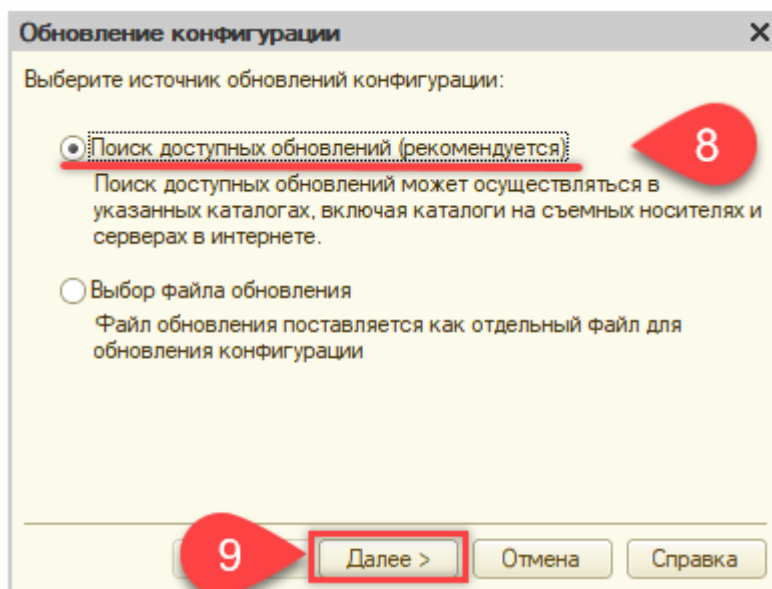 Обновление конфигурации
Выберите источник обновлений конфигурации:
Поиск доступных обновлений (рекомендуется)
8
Поиск доступных обновлений может осуществляться в
указанных каталогах, включая каталоги на съемных носителях и
серверах в интернете.
Выбор файла обновления
Файл обновления поставляется как отдельный файл для
обновления конфигурации
9
Далее >
Отмена
Справка